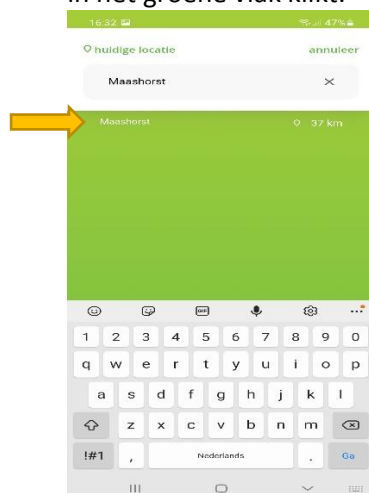 in het groene vlak klikt.
16:32 47%
huidige locatie annuleer
Maashorst
Maashorst 37 km
GIF
1 2 3 4 5 6 7 8 9 0
q w e r t y u i o p
a s d f g h j k l
z x c v b n m
!#1 , Nederlands . Ga